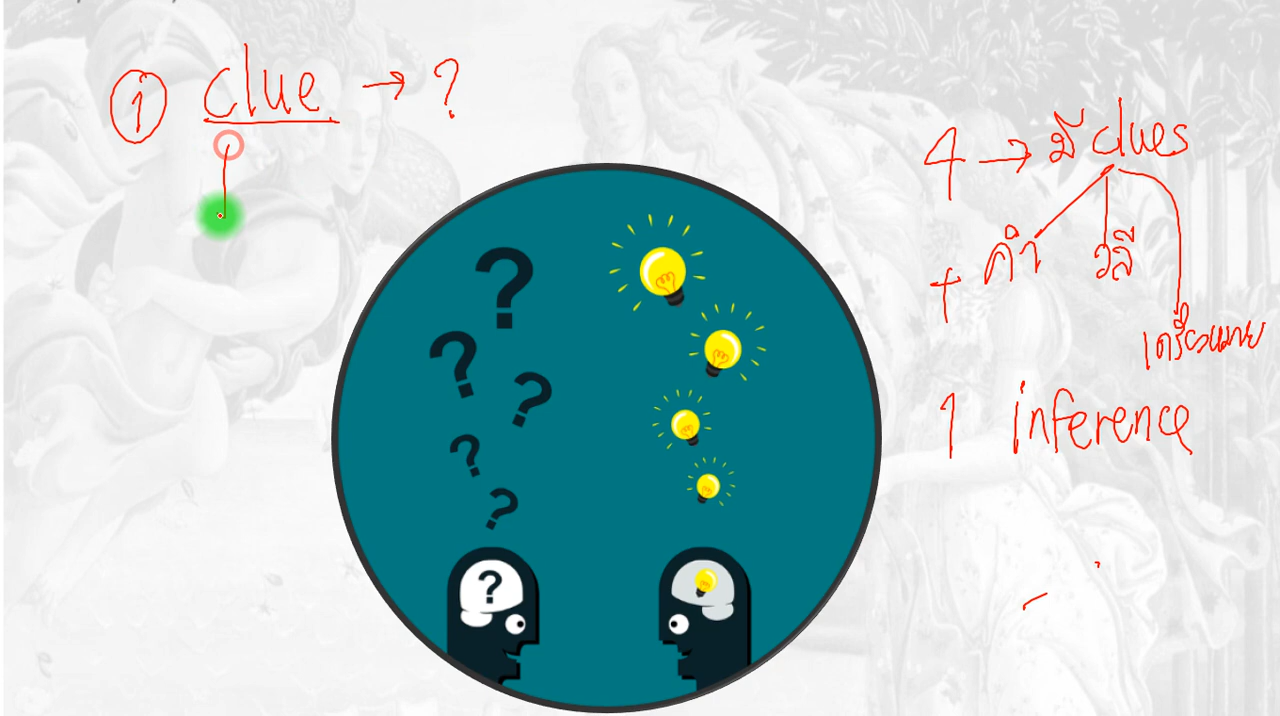 ① clue → ?
4 → มี clues
+ คำ วลี
เครื่องหมาย
1 inference